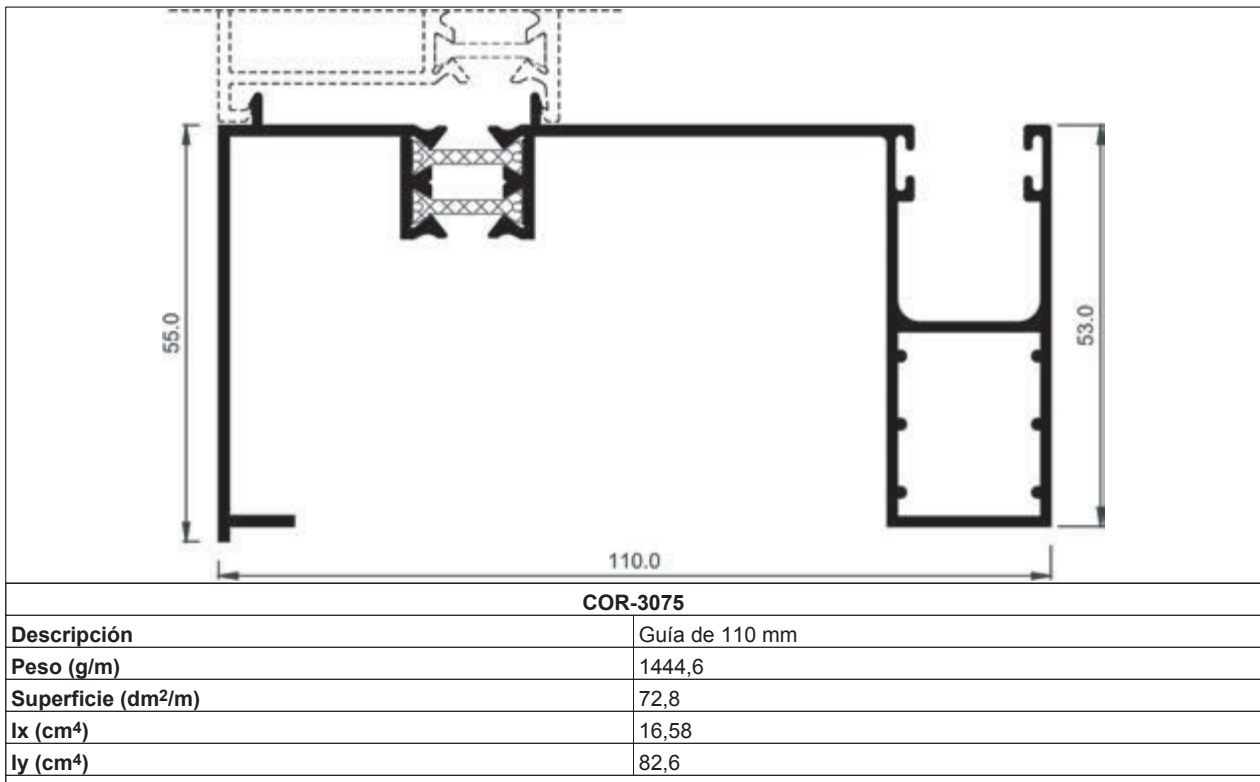 55.0
53.0
110.0
COR-3075
Descripción Guía de 110 mm
Peso (g/m) 1444,6
Superficie (dm²/m) 72,8
Ix (cm⁴) 16,58
Iy (cm⁴) 82,6